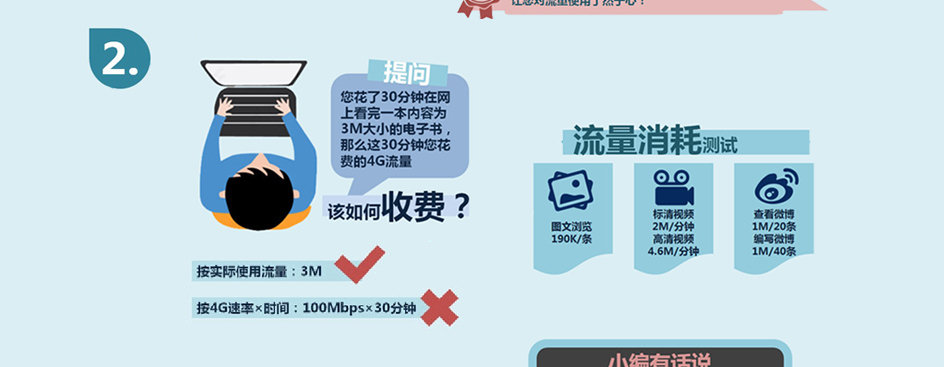 让您对流量使用了然于心！
2.
提问
您花了30分钟在网
上看完一本内容为
3M大小的电子书，
那么这30分钟您花
费的4G流量
该如何收费？
按实际使用流量：3M
按4G速率×时间：100Mbps×30分钟
流量消耗测试
图文浏览
190K/条
标清视频
2M/分钟
高清视频
4.6M/分钟
查看微博
1M/20条
编写微博
1M/40条
小编有话说